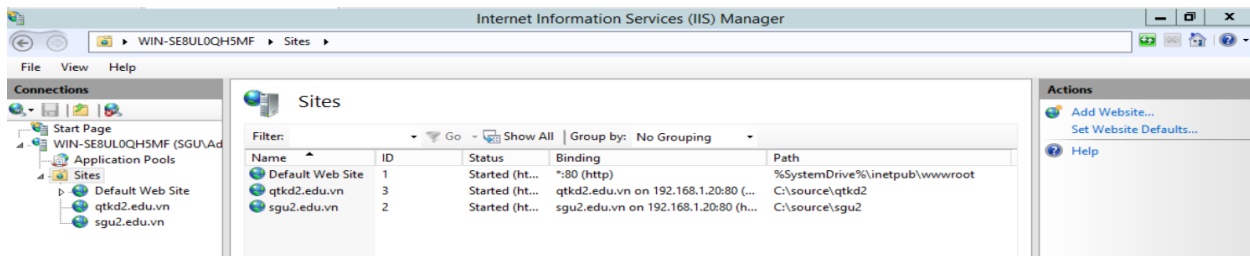 Internet Information Services (IIS) Manager
WIN-SE8UL0QH5MF Sites
File View Help
Connections
Start Page
WIN-SE8UL0QH5MF (SGU\Ad
Application Pools
Sites
Default Web Site
qtkd2.edu.vn
sgu2.edu.vn
Sites
Filter: Go Show All Group by: No Grouping
Name ID Status Binding Path
Default Web Site 1 Started (ht... *:80 (http) %SystemDrive%\inetpub\wwwroot
qtkd2.edu.vn 3 Started (ht... qtkd2.edu.vn on 192.168.1.20:80 (... C:\source\qtkd2
sgu2.edu.vn 2 Started (ht... sgu2.edu.vn on 192.168.1.20:80 (h... C:\source\sgu2
Actions
Add Website...
Set Website Defaults...
Help